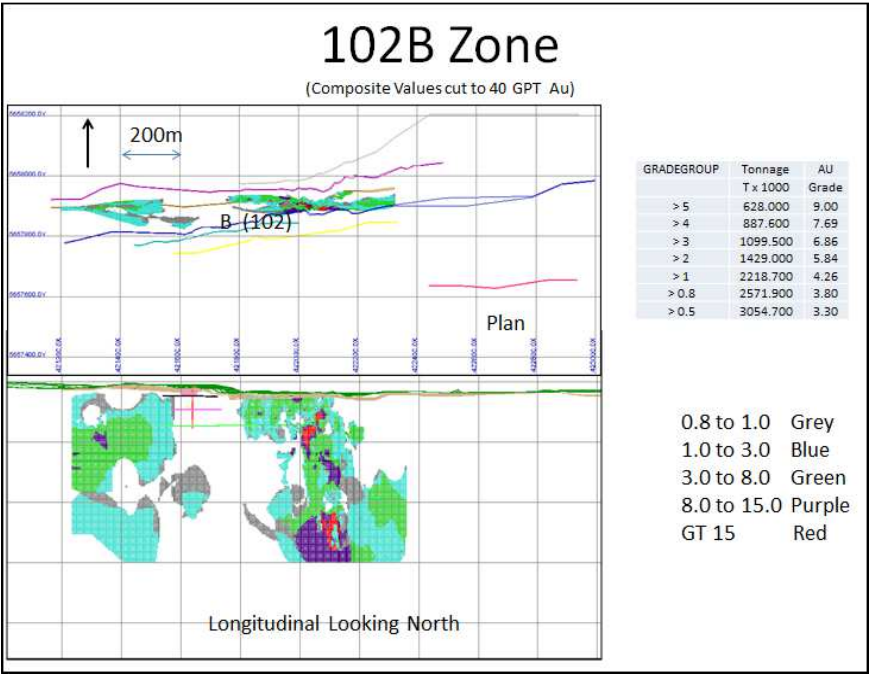 102B Zone
(Composite Values cut to 40 GPT Au)
200m
B (102)
Plan
Longitudinal Looking North
GRADEGROUP Tonnage AU
T x 1000 Grade
> 5 628.000 9.00
> 4 887.600 7.69
> 3 1099.500 6.86
> 2 1429.000 5.84
> 1 2218.700 4.26
> 0.8 2571.900 3.80
> 0.5 3054.700 3.30
0.8 to 1.0 Grey
1.0 to 3.0 Blue
3.0 to 8.0 Green
8.0 to 15.0 Purple
GT 15 Red